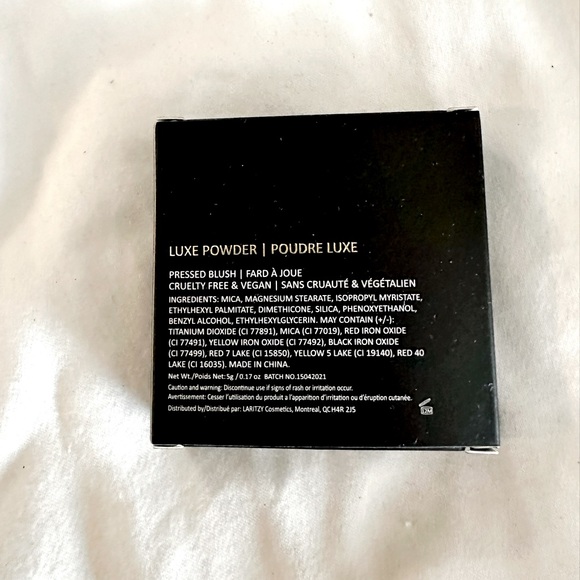 LUXE POWDER | POUDRE LUXE
PRESSED BLUSH | FARD À JOUE
CRUELTY FREE & VEGAN | SANS CRUAUTÉ & VÉGÉTALIEN
INGREDIENTS: MICA, MAGNESIUM STEARATE, ISOPROPYL MYRISTATE,
ETHYLHEXYL PALMITATE, DIMETHICONE, SILICA, PHENOXYETHANOL,
BENZYL ALCOHOL, ETHYLHEXYLGLYCERIN. MAY CONTAIN (+/-):
TITANIUM DIOXIDE (CI 77891), MICA (CI 77019), RED IRON OXIDE
(CI 77491), YELLOW IRON OXIDE (CI 77492), BLACK IRON OXIDE
(CI 77499), RED 7 LAKE (CI 15850), YELLOW 5 LAKE (CI 19140), RED 40
LAKE (CI 16035). MADE IN CHINA.
Net Wt./Poids Net: 5g / 0.17 oz BATCH NO.15042021
Caution and warning: Discontinue use if signs of rash or irritation occur.
Avertissement: Cesser l'utilisation du produit a l'apparition d'irritation ou d'éruption cutanée.
Distributed by/Distribué par: LARITZY Cosmetics, Montreal, QCH4R 2J5
12M